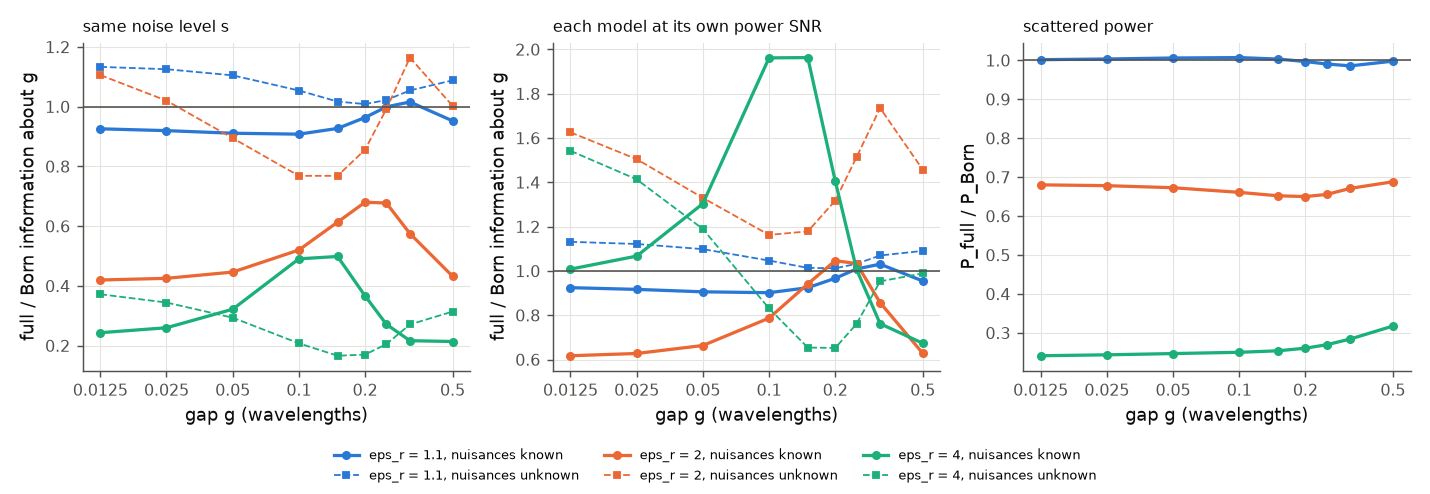 same noise level s
full / Born information about g
1.2
1.0
0.8
0.6
0.4
0.2
0.0125 0.025 0.05 0.1 0.2 0.5
gap g (wavelengths)
each model at its own power SNR
full / Born information about g
2.0
1.8
1.6
1.4
1.2
1.0
0.8
0.6
0.0125 0.025 0.05 0.1 0.2 0.5
gap g (wavelengths)
scattered power
P_full / P_Born
1.0
0.9
0.8
0.7
0.6
0.5
0.4
0.3
0.0125 0.025 0.05 0.1 0.2 0.5
gap g (wavelengths)
eps_r = 1.1, nuisances known
eps_r = 1.1, nuisances unknown
eps_r = 2, nuisances known
eps_r = 2, nuisances unknown
eps_r = 4, nuisances known
eps_r = 4, nuisances unknown